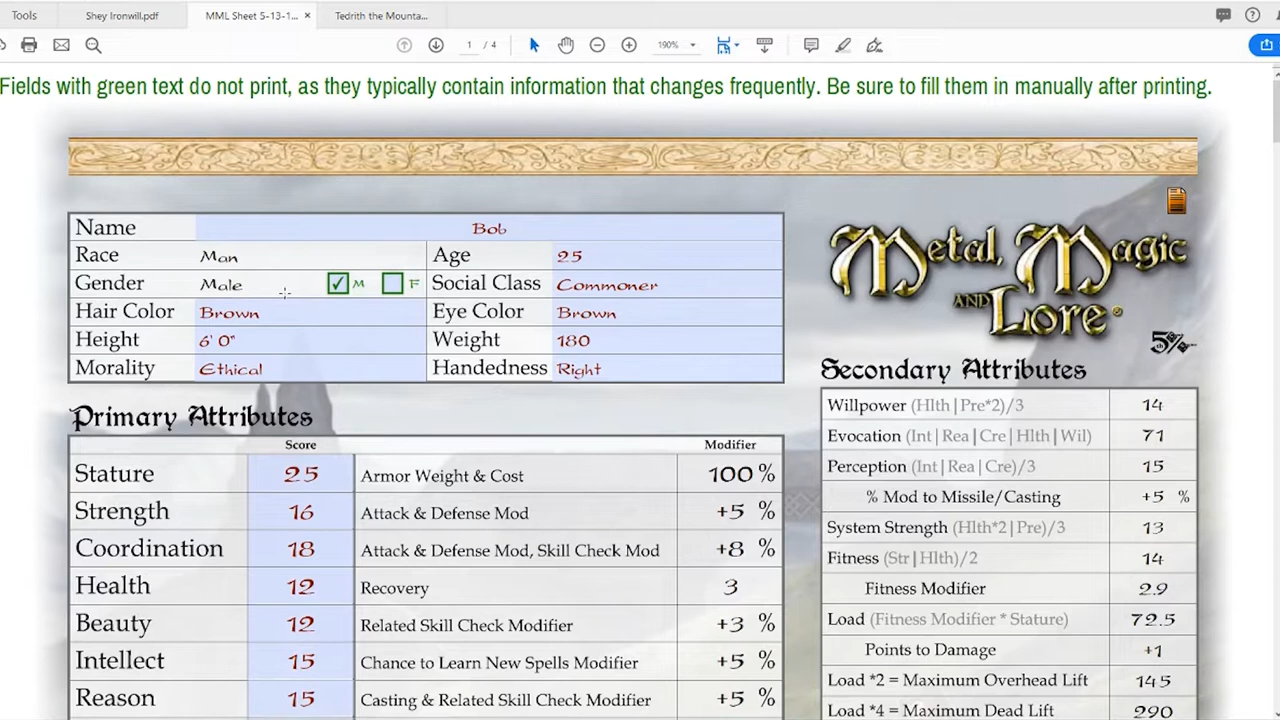 Tools Shey Ironwill.pdf MML Sheet 5-13-1... × Tedrith the Mounta...
1 / 4 190%
Fields with green text do not print, as they typically contain information that changes frequently. Be sure to fill them in manually after printing.
Name Bob
Race Man Age 25
Gender Male M F Social Class Commoner
Hair Color Brown Eye Color Brown
Height 6' 0" Weight 180
Morality Ethical Handedness Right
Metal, Magic
AND Lore®
5th
Primary Attributes
Score Modifier
Stature 25 Armor Weight & Cost 100 %
Strength 16 Attack & Defense Mod +5 %
Coordination 18 Attack & Defense Mod, Skill Check Mod +8 %
Health 12 Recovery 3
Beauty 12 Related Skill Check Modifier +3 %
Intellect 15 Chance to Learn New Spells Modifier +5 %
Reason 15 Casting & Related Skill Check Modifier +5 %
Secondary Attributes
Willpower (Hlth|Pre*2)/3 14
Evocation (Int|Rea|Cre|Hlth|Wil) 71
Perception (Int|Rea|Cre)/3 15
% Mod to Missile/Casting +5 %
System Strength (Hlth*2|Pre)/3 13
Fitness (Str|Hlth)/2 14
Fitness Modifier 2.9
Load (Fitness Modifier * Stature) 72.5
Points to Damage +1
Load *2 = Maximum Overhead Lift 145
Load *4 = Maximum Dead Lift 290